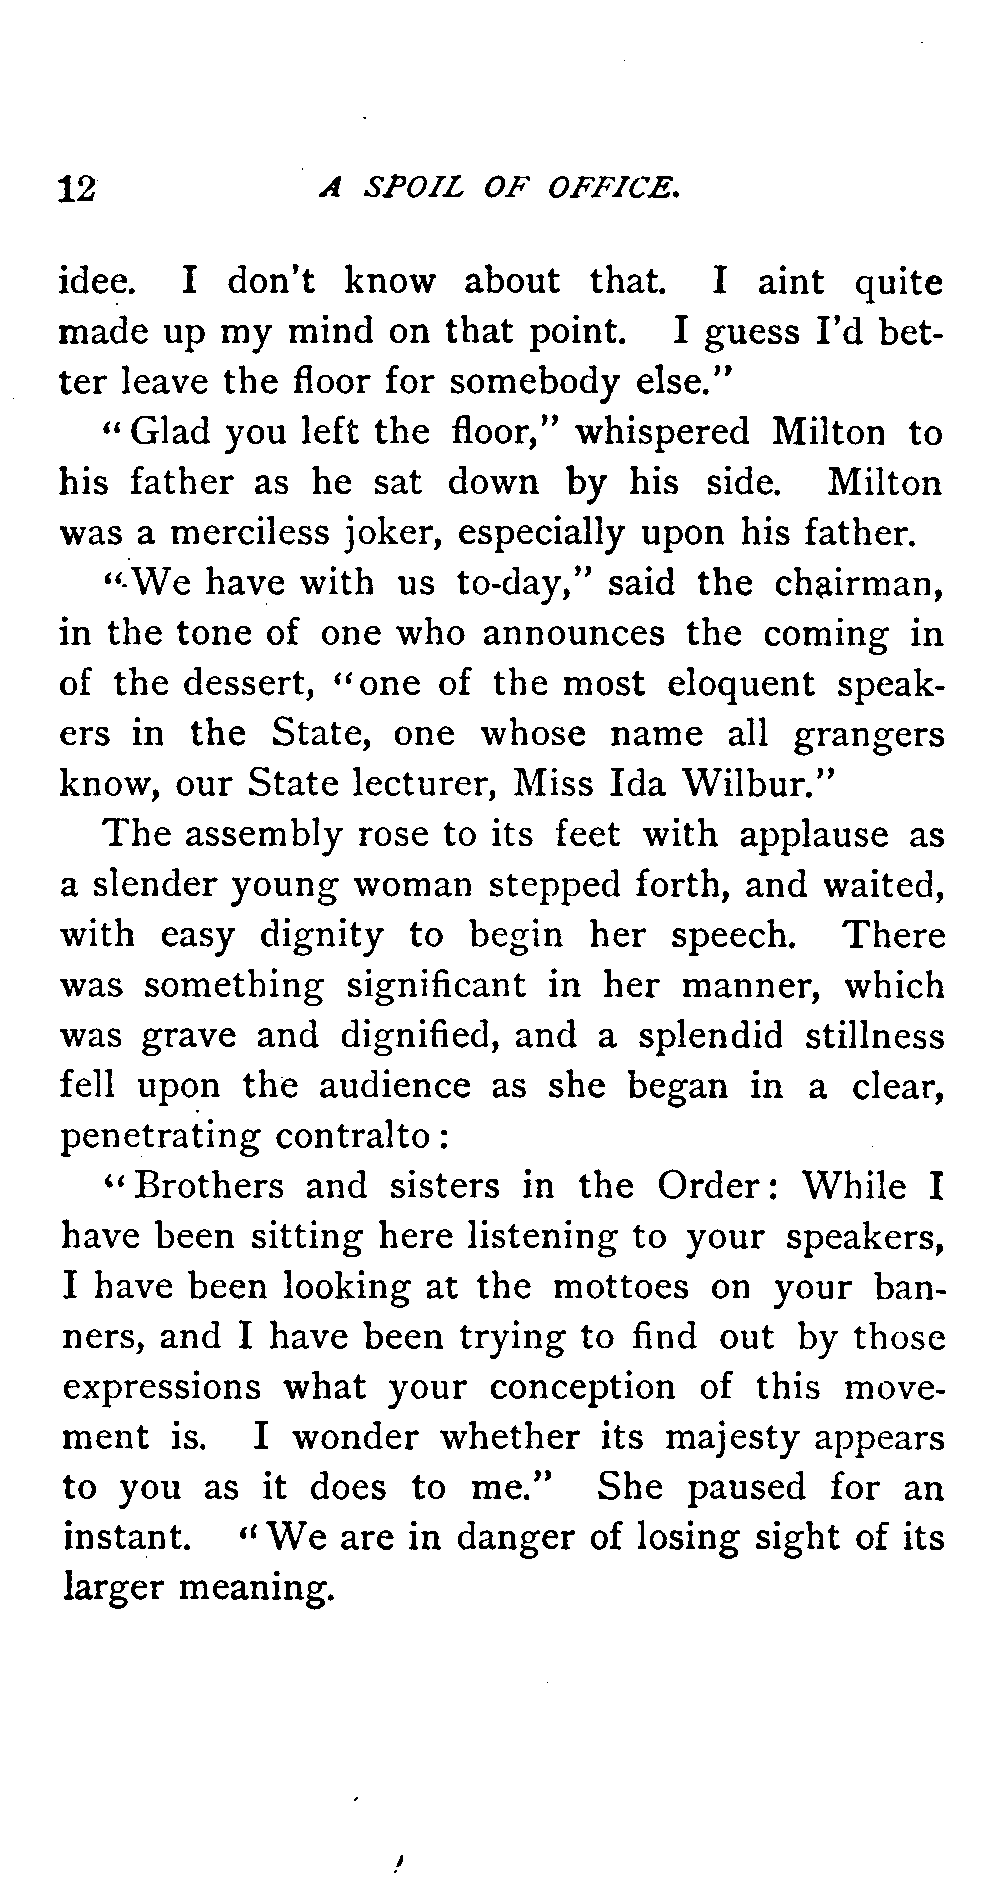 12 A SPOIL OF OFFICE.
idee. I don't know about that. I aint quite
made up my mind on that point. I guess I'd bet-
ter leave the floor for somebody else."
"Glad you left the floor," whispered Milton to
his father as he sat down by his side. Milton
was a merciless joker, especially upon his father.
"We have with us to-day," said the chairman,
in the tone of one who announces the coming in
of the dessert, "one of the most eloquent speak-
ers in the State, one whose name all grangers
know, our State lecturer, Miss Ida Wilbur."
The assembly rose to its feet with applause as
a slender young woman stepped forth, and waited,
with easy dignity to begin her speech. There
was something significant in her manner, which
was grave and dignified, and a splendid stillness
fell upon the audience as she began in a clear,
penetrating contralto:
"Brothers and sisters in the Order: While I
have been sitting here listening to your speakers,
I have been looking at the mottoes on your ban-
ners, and I have been trying to find out by those
expressions what your conception of this move-
ment is. I wonder whether its majesty appears
to you as it does to me." She paused for an
instant. "We are in danger of losing sight of its
larger meaning.